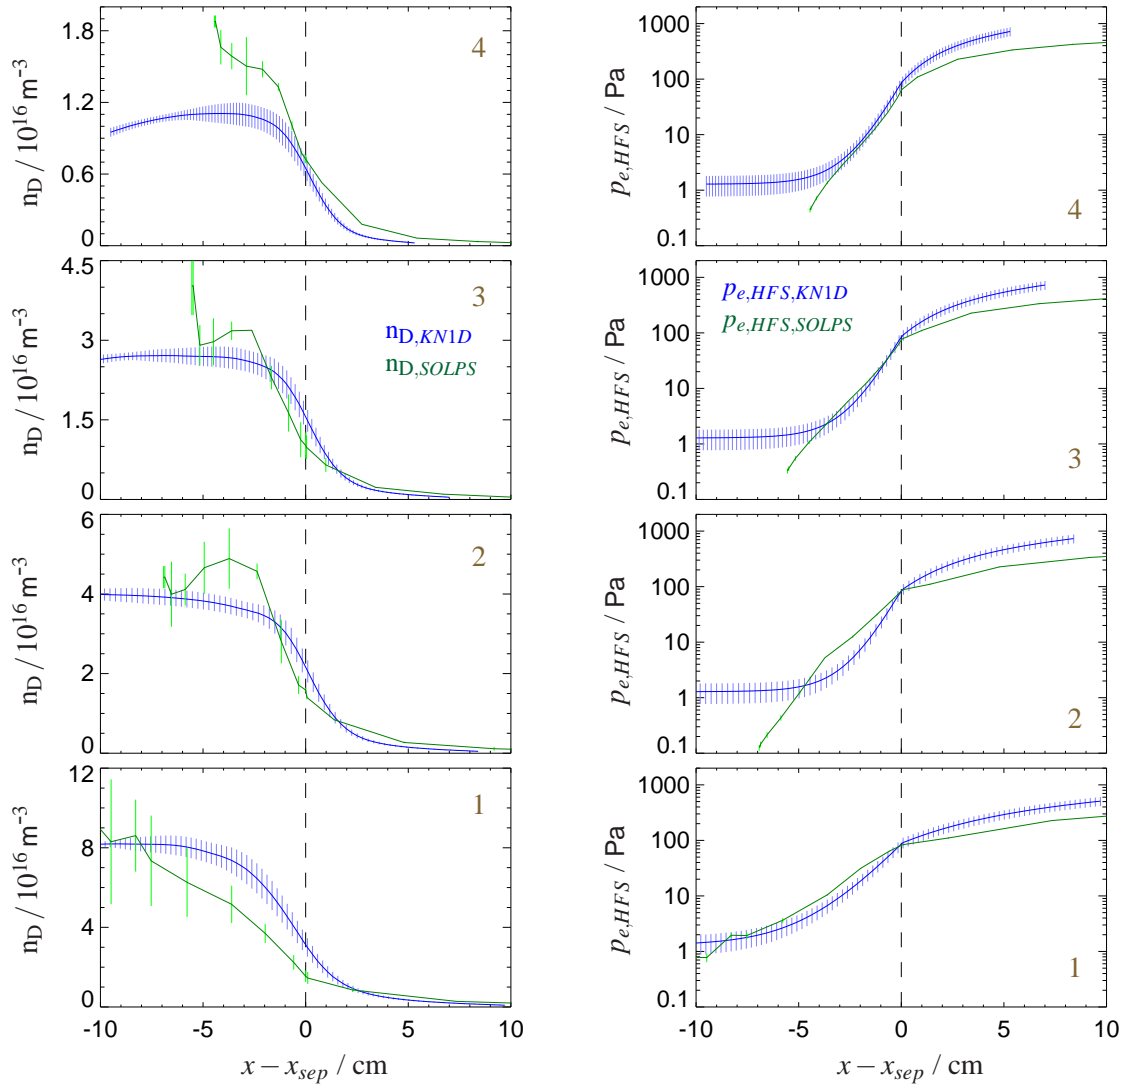 n_D / 10^16 m^-3
1.8
1.2
0.6
0
4
p_e,HFS / Pa
1000
100
10
1
0.1
4
n_D / 10^16 m^-3
4.5
3
1.5
0
3
n_D,KN1D
n_D,SOLPS
p_e,HFS / Pa
1000
100
10
1
0.1
p_e,HFS,KN1D
p_e,HFS,SOLPS
3
n_D / 10^16 m^-3
6
4
2
0
2
p_e,HFS / Pa
1000
100
10
1
0.1
2
n_D / 10^16 m^-3
12
8
4
0
1
-10 -5 0 5 10
x − x_sep / cm
p_e,HFS / Pa
1000
100
10
1
0.1
1
-10 -5 0 5 10
x − x_sep / cm